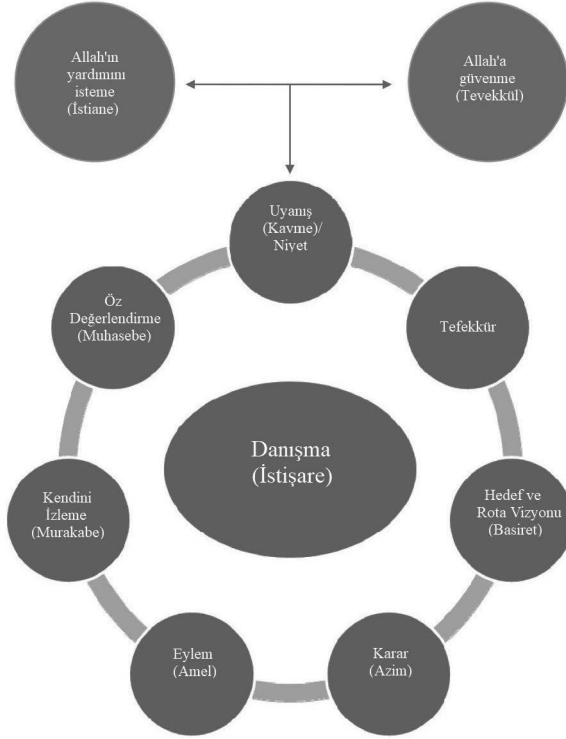 Allah'ın
yardımını
isteme
(İstiane)
Allah'a
güvenme
(Tevekkül)
Uyanış
(Kavme)/
Niyet
Tefekkür
Hedef ve
Rota Vizyonu
(Basiret)
Karar
(Azim)
Eylem
(Amel)
Kendini
İzleme
(Murakabe)
Öz
Değerlendirme
(Muhasebe)
Danışma
(İstişare)